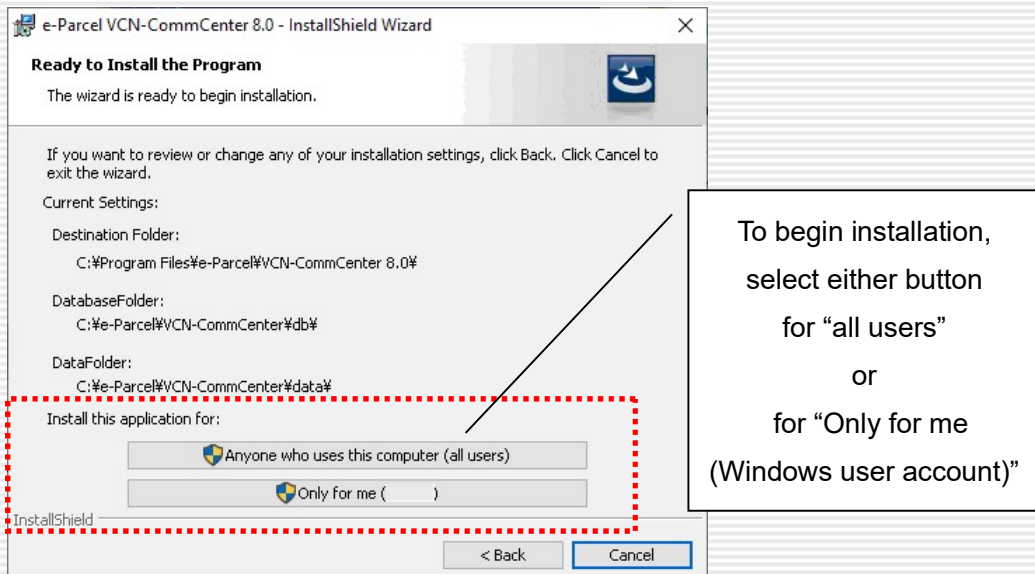 e-Parcel VCN-CommCenter 8.0 - InstallShield Wizard
Ready to Install the Program
The wizard is ready to begin installation.
If you want to review or change any of your installation settings, click Back. Click Cancel to
exit the wizard.
Current Settings:
Destination Folder:
C:¥Program Files¥e-Parcel¥VCN-CommCenter 8.0¥
DatabaseFolder:
C:¥e-Parcel¥VCN-CommCenter¥db¥
DataFolder:
C:¥e-Parcel¥VCN-CommCenter¥data¥
Install this application for:
Anyone who uses this computer (all users)
Only for me ( )
InstallShield
< Back
Cancel
To begin installation,
select either button
for “all users”
or
for “Only for me
(Windows user account)”